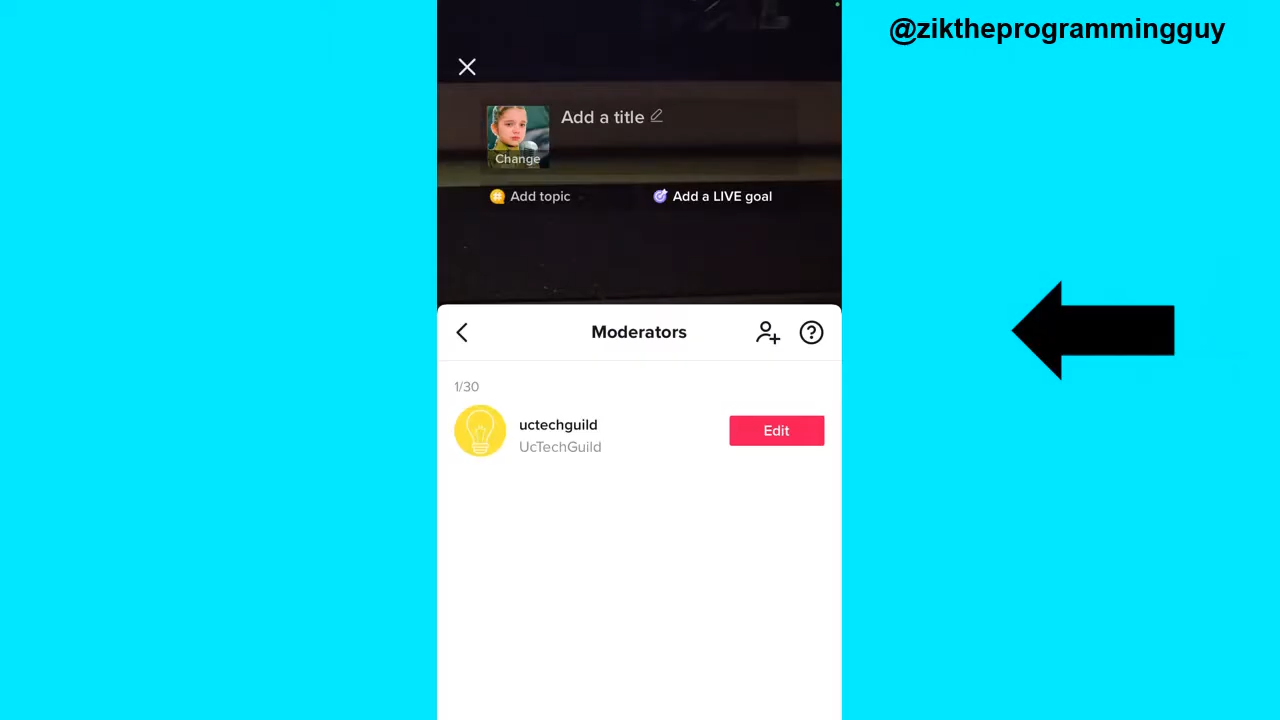 @ziktheprogrammingguy
Add a title
Change
Add topic
Add a LIVE goal
Moderators
1/30
uctechguild
Edit
UcTechGuild